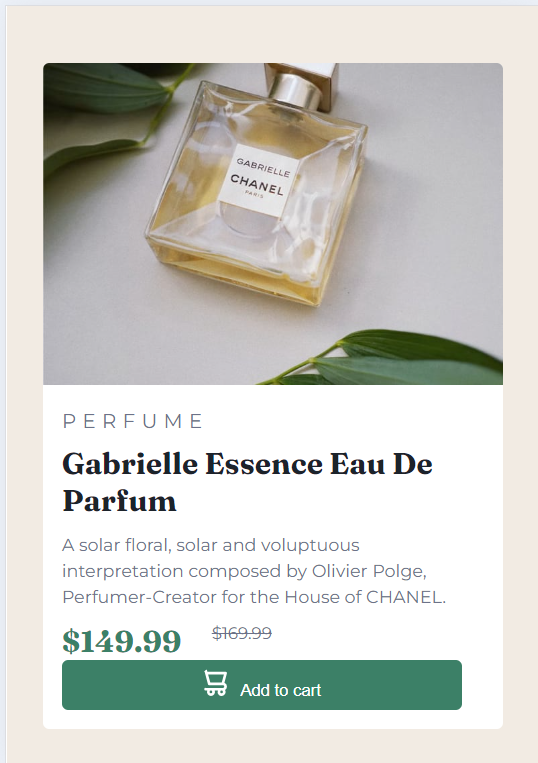 GABRIELLE
CHANEL
PARIS
PERFUME
Gabrielle Essence Eau De
Parfum
A solar floral, solar and voluptuous
interpretation composed by Olivier Polge,
Perfumer-Creator for the House of CHANEL.
$149.99 $169.99
Add to cart